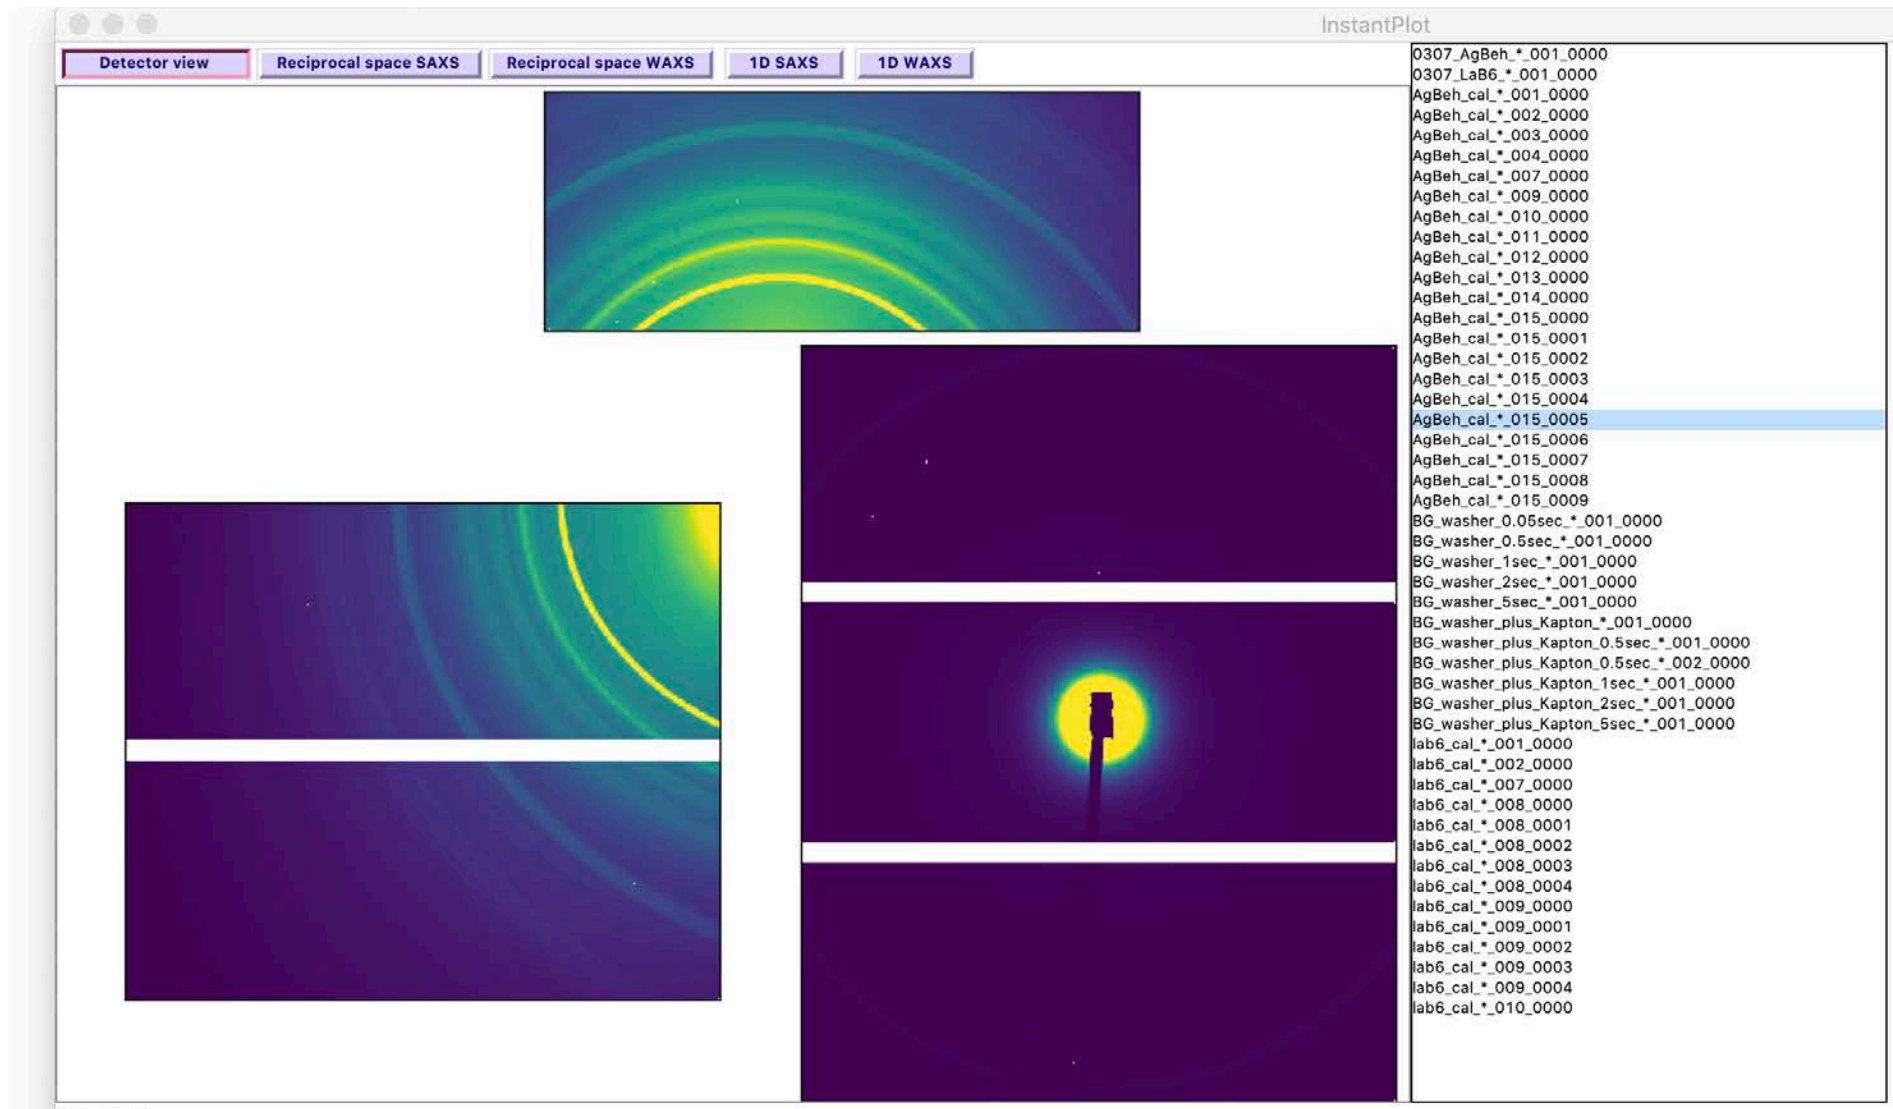 InstantPlot
Detector view Reciprocal space SAXS Reciprocal space WAXS 1D SAXS 1D WAXS
0307_AgBeh_*_001_0000
0307_LaB6_*_001_0000
AgBeh_cal_*_001_0000
AgBeh_cal_*_002_0000
AgBeh_cal_*_003_0000
AgBeh_cal_*_004_0000
AgBeh_cal_*_007_0000
AgBeh_cal_*_009_0000
AgBeh_cal_*_010_0000
AgBeh_cal_*_011_0000
AgBeh_cal_*_012_0000
AgBeh_cal_*_013_0000
AgBeh_cal_*_014_0000
AgBeh_cal_*_015_0000
AgBeh_cal_*_015_0001
AgBeh_cal_*_015_0002
AgBeh_cal_*_015_0003
AgBeh_cal_*_015_0004
AgBeh_cal_*_015_0005
AgBeh_cal_*_015_0006
AgBeh_cal_*_015_0007
AgBeh_cal_*_015_0008
AgBeh_cal_*_015_0009
BG_washer_0.05sec_*_001_0000
BG_washer_0.5sec_*_001_0000
BG_washer_1sec_*_001_0000
BG_washer_2sec_*_001_0000
BG_washer_5sec_*_001_0000
BG_washer_plus_Kapton_*_001_0000
BG_washer_plus_Kapton_0.5sec_*_001_0000
BG_washer_plus_Kapton_0.5sec_*_002_0000
BG_washer_plus_Kapton_1sec_*_001_0000
BG_washer_plus_Kapton_2sec_*_001_0000
BG_washer_plus_Kapton_5sec_*_001_0000
lab6_cal_*_001_0000
lab6_cal_*_002_0000
lab6_cal_*_007_0000
lab6_cal_*_008_0000
lab6_cal_*_008_0001
lab6_cal_*_008_0002
lab6_cal_*_008_0003
lab6_cal_*_008_0004
lab6_cal_*_009_0000
lab6_cal_*_009_0001
lab6_cal_*_009_0002
lab6_cal_*_009_0003
lab6_cal_*_009_0004
lab6_cal_*_010_0000